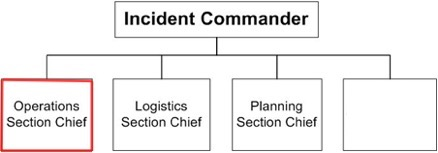 Incident Commander
Operations
Section Chief
Logistics
Section Chief
Planning
Section Chief